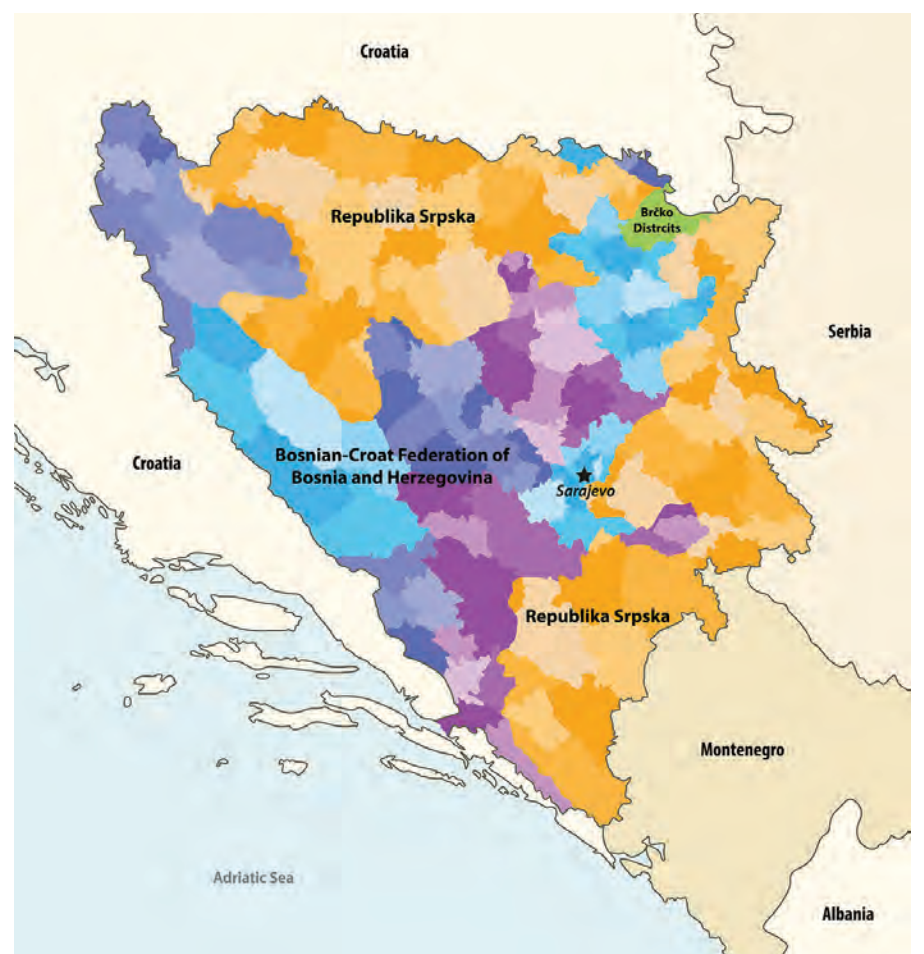 Croatia
Republika Srpska
Brčko
Distrcits
Serbia
Croatia
Bosnian-Croat Federation of
Bosnia and Herzegovina
Sarajevo
Republika Srpska
Montenegro
Adriatic Sea
Albania